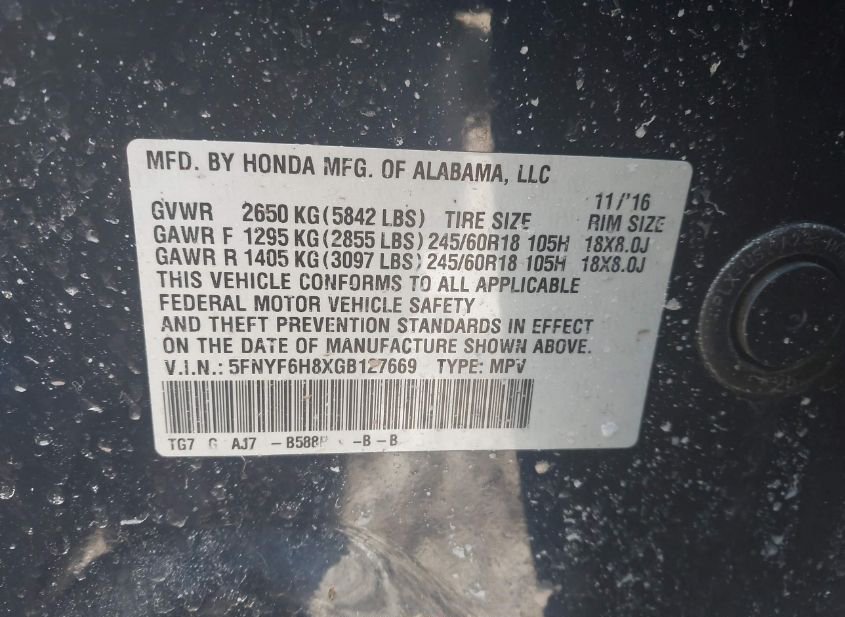 MFD. BY HONDA MFG. OF ALABAMA, LLC
11/'16
GVWR 2650 KG(5842 LBS) TIRE SIZE RIM SIZE
GAWR F 1295 KG(2855 LBS) 245/60R18 105H 18X8.0J
GAWR R 1405 KG(3097 LBS) 245/60R18 105H 18X8.0J
THIS VEHICLE CONFORMS TO ALL APPLICABLE
FEDERAL MOTOR VEHICLE SAFETY
AND THEFT PREVENTION STANDARDS IN EFFECT
ON THE DATE OF MANUFACTURE SHOWN ABOVE.
V.I.N.: 5FNYF6H8XGB127669 TYPE: MPV
TG7 G AJ7 -B588 -B-B